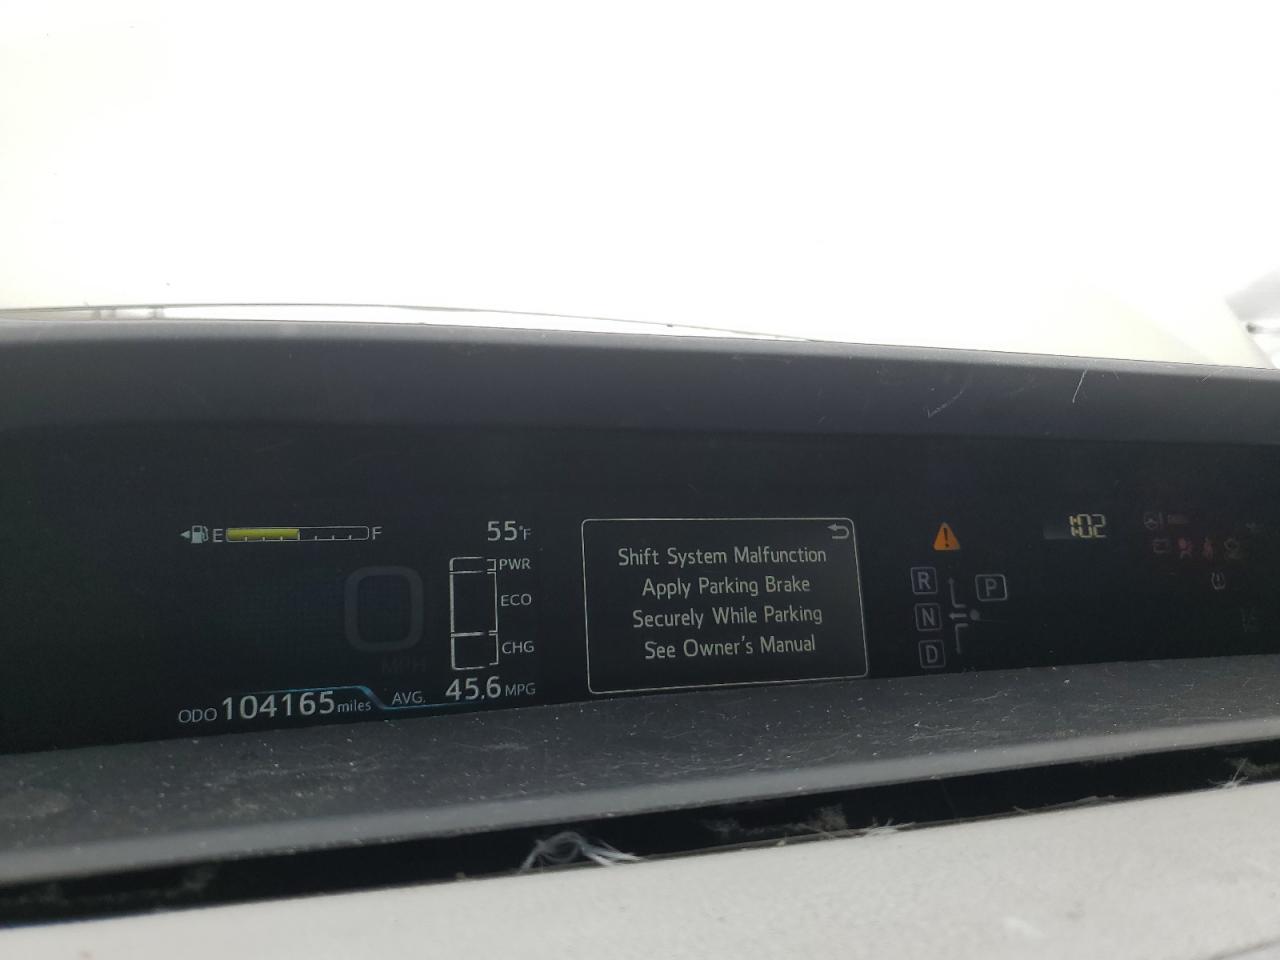 E F
55°F
PWR
ECO
CHG
MPH
ODO 104165 miles AVG. 45.6 MPG
Shift System Malfunction
Apply Parking Brake
Securely While Parking
See Owner's Manual
R P
N
D
1:02